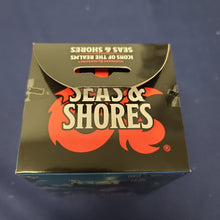 SEAS & SHORES
ICONS OF THE REALMS
SEAS &
SHORES
®